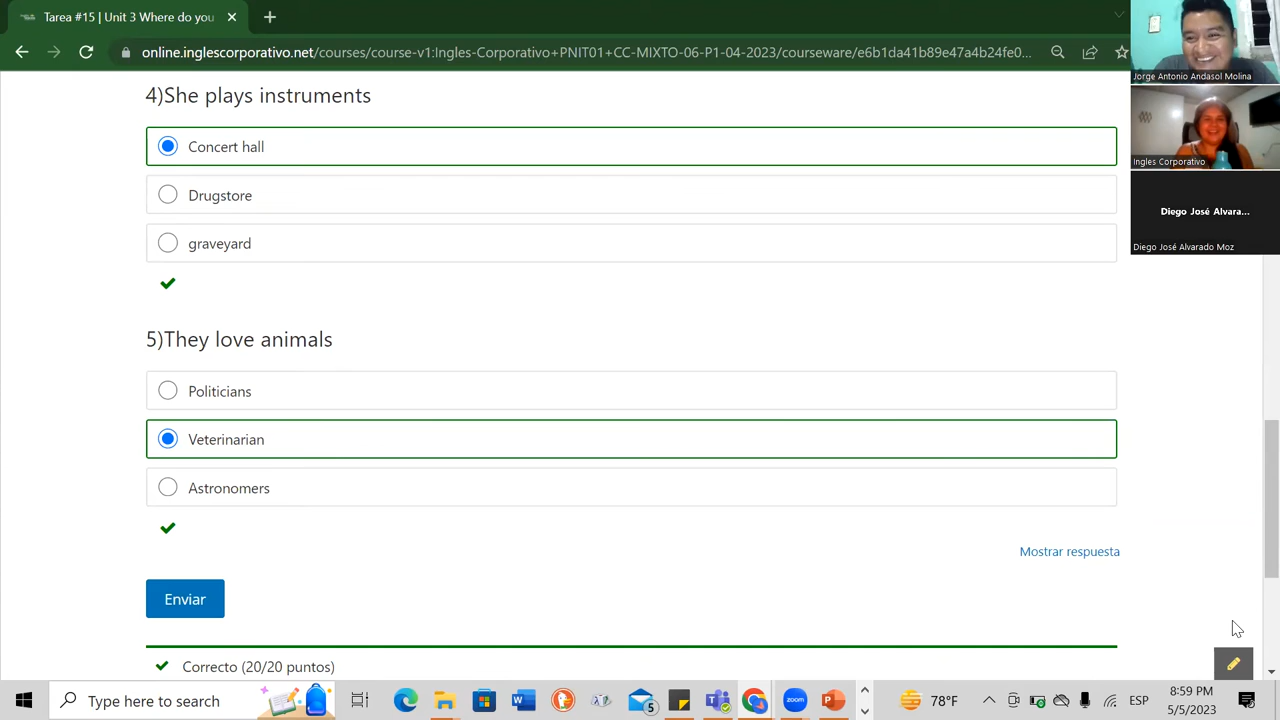 Tarea #15 | Unit 3 Where do you
online.inglescorporativo.net/courses/course-v1:Ingles-Corporativo+PNIT01+CC-MIXTO-06-P1-04-2023/courseware/e6b1da41b89e47a4b24fe0...
Jorge Antonio Andasol Molina
Ingles Corporativo
Diego José Alvara...
Diego José Alvarado Moz
4)She plays instruments
Concert hall
Drugstore
graveyard
5)They love animals
Politicians
Veterinarian
Astronomers
Mostrar respuesta
Enviar
Correcto (20/20 puntos)
Type here to search
5
78°F
ESP
8:59 PM
5/5/2023